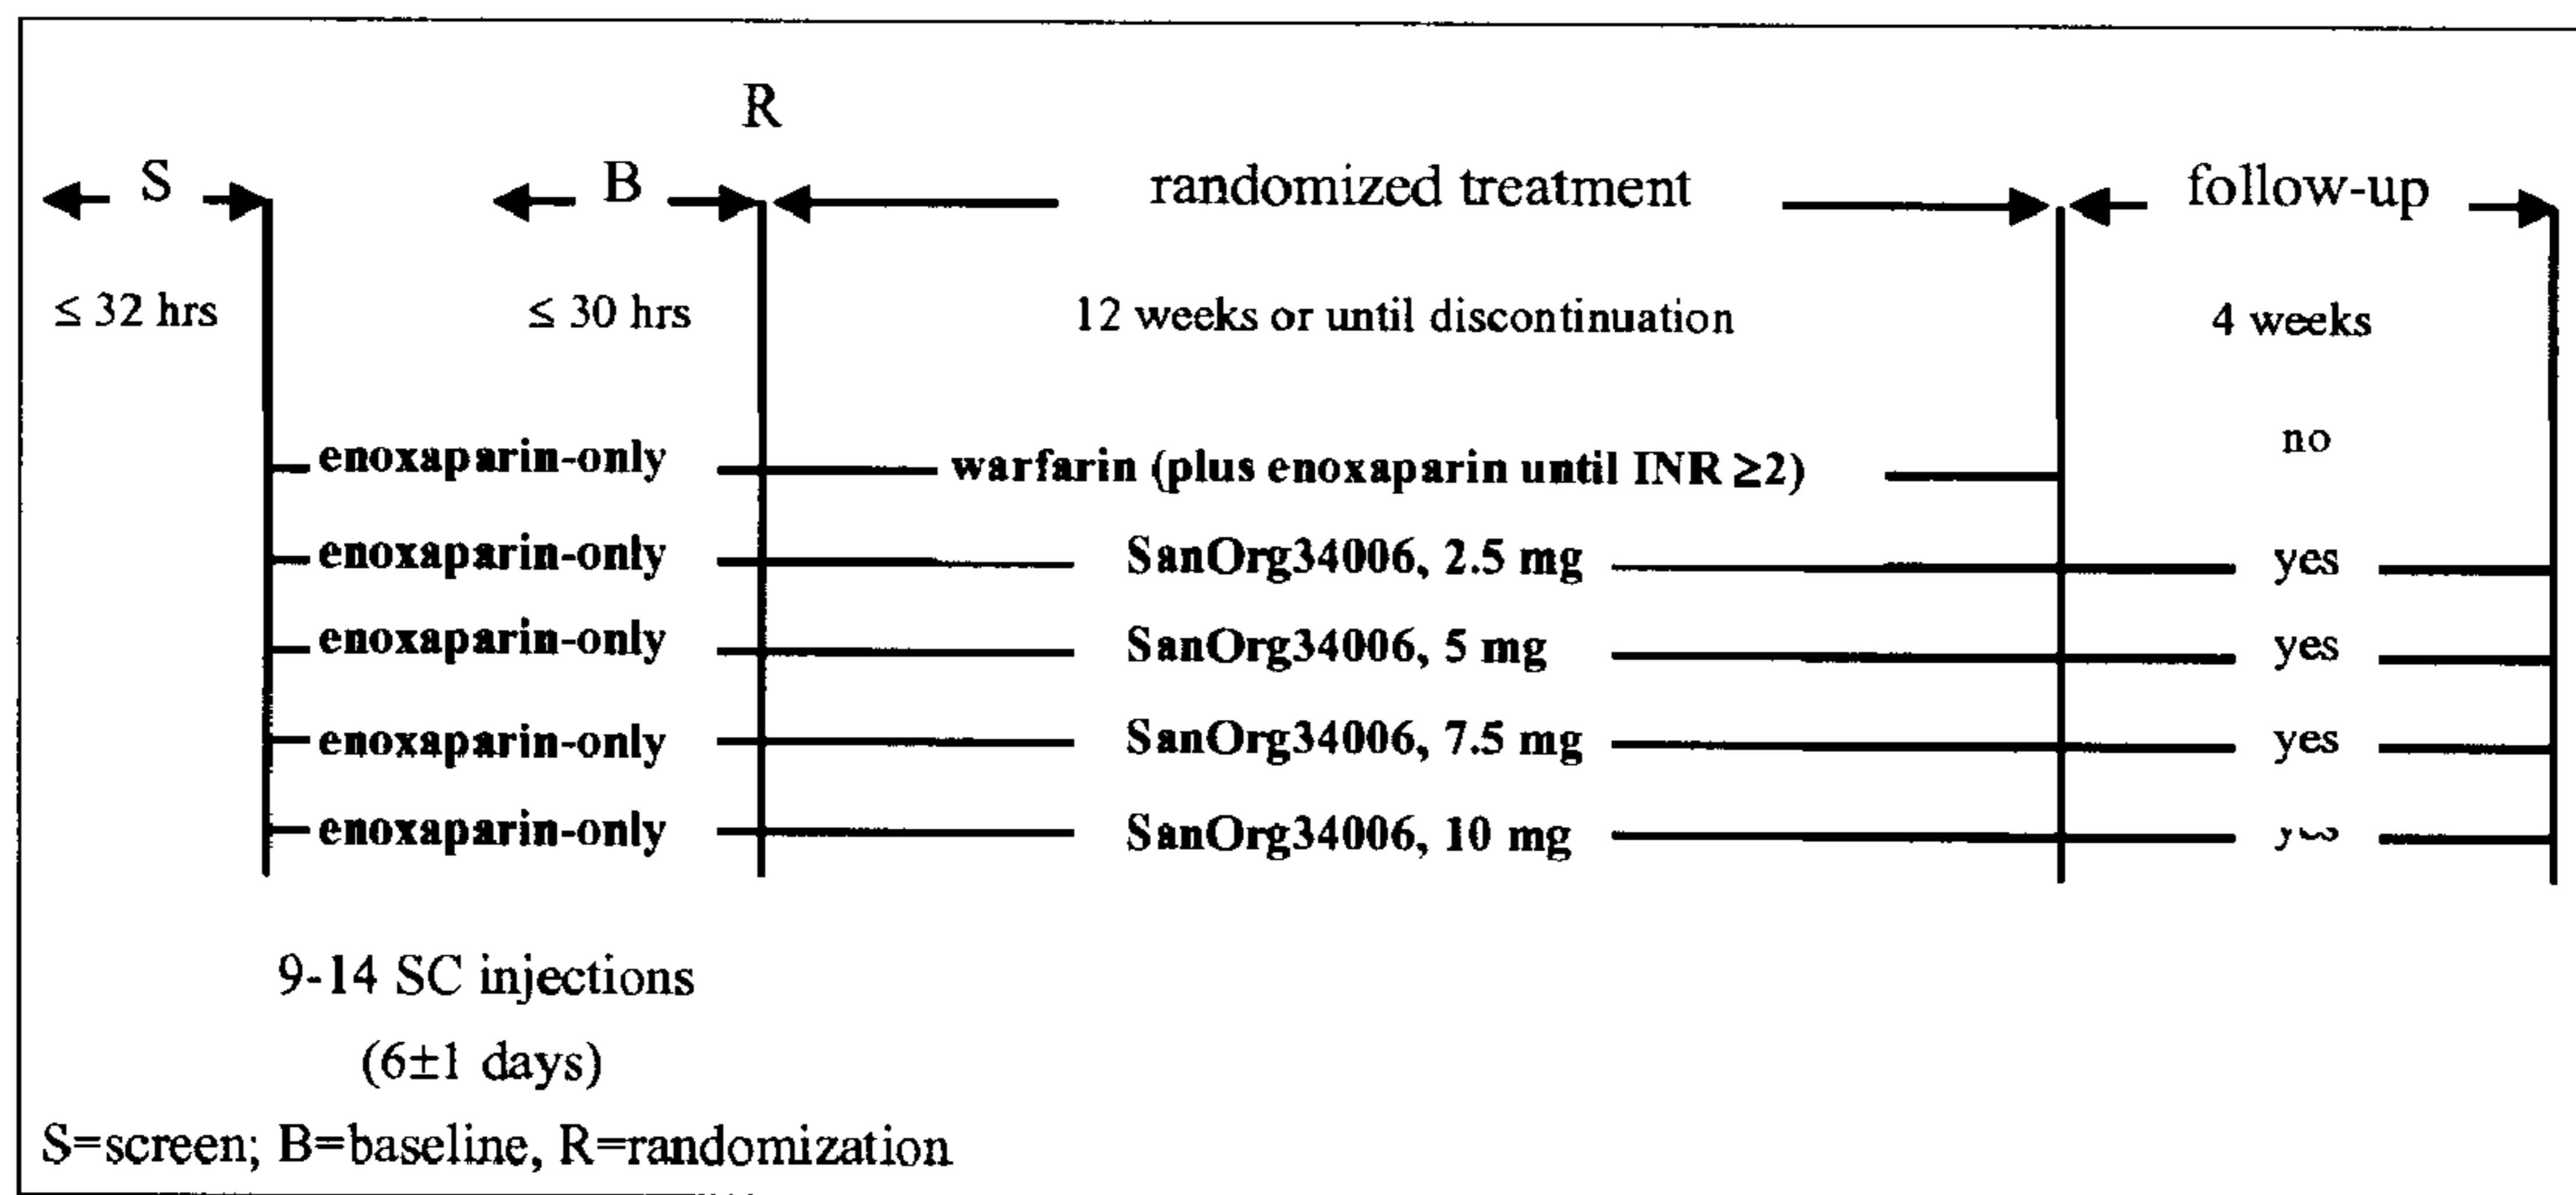 R
S B randomized treatment follow-up
≤ 32 hrs ≤ 30 hrs 12 weeks or until discontinuation 4 weeks
enoxaparin-only warfarin (plus enoxaparin until INR ≥2) no
enoxaparin-only SanOrg34006, 2.5 mg yes
enoxaparin-only SanOrg34006, 5 mg yes
enoxaparin-only SanOrg34006, 7.5 mg yes
enoxaparin-only SanOrg34006, 10 mg
9-14 SC injections
(6±1 days)
S=screen; B=baseline, R=randomization